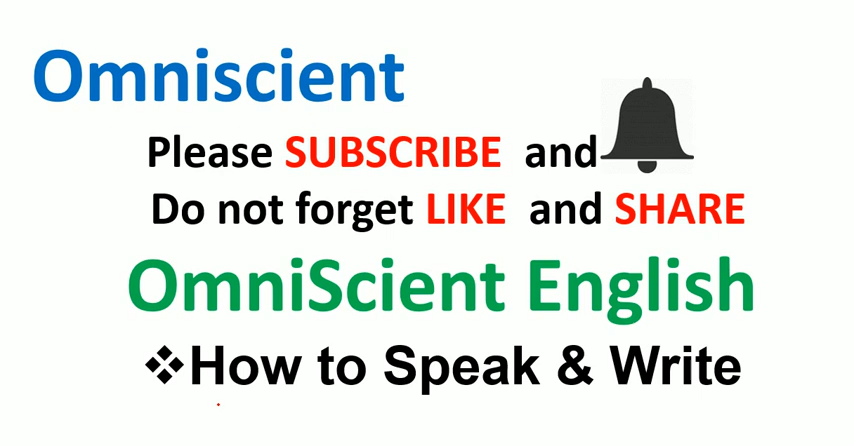 Omniscient
Please SUBSCRIBE and
Do not forget LIKE and SHARE
OmniScient English
❖How to Speak & Write